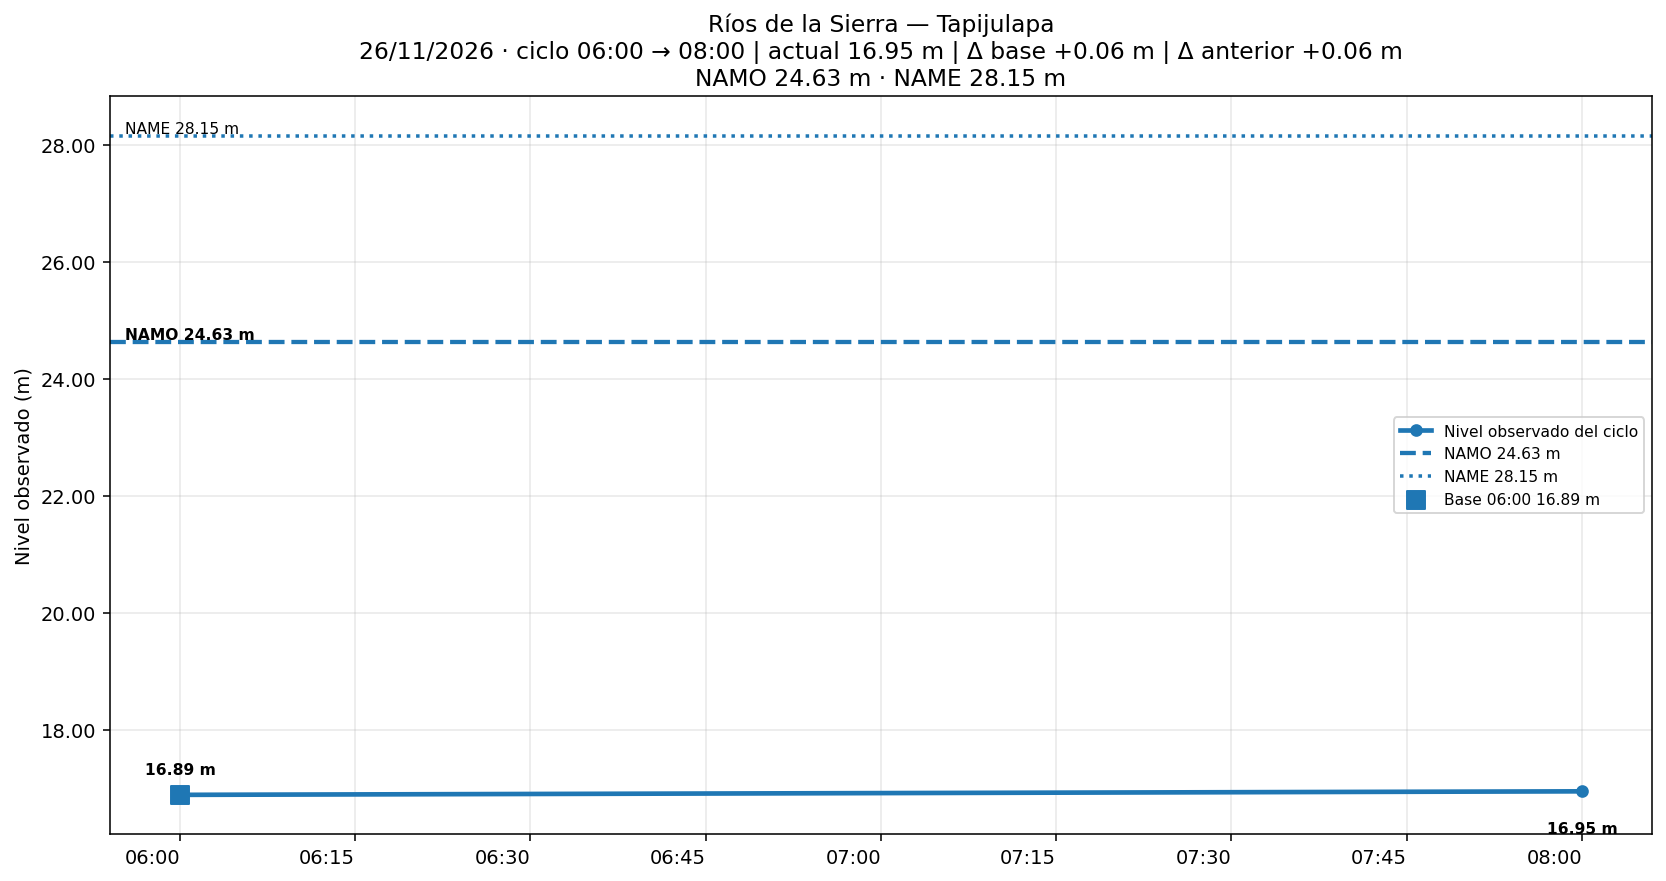 Ríos de la Sierra — Tapijulapa
26/11/2026 · ciclo 06:00 → 08:00 | actual 16.95 m | Δ base +0.06 m | Δ anterior +0.06 m
NAMO 24.63 m · NAME 28.15 m
NAME 28.15 m
28.00
26.00
NAMO 24.63 m
24.00
Nivel observado (m)
Nivel observado del ciclo
NAMO 24.63 m
NAME 28.15 m
Base 06:00 16.89 m
22.00
20.00
18.00
16.89 m
16.95 m
06:00 06:15 06:30 06:45 07:00 07:15 07:30 07:45 08:00